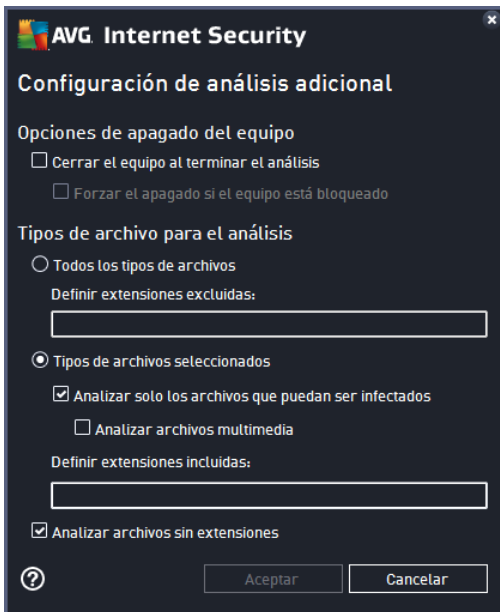 AVG. Internet Security
Configuración de análisis adicional
Opciones de apagado del equipo
Cerrar el equipo al terminar el análisis
Forzar el apagado si el equipo está bloqueado
Tipos de archivo para el análisis
Todos los tipos de archivos
Definir extensiones excluidas:
Tipos de archivos seleccionados
Analizar solo los archivos que puedan ser infectados
Analizar archivos multimedia
Definir extensiones incluidas:
Analizar archivos sin extensiones
? Aceptar Cancelar